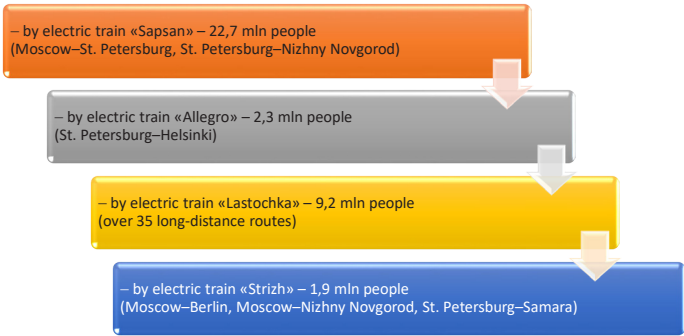 – by electric train «Sapsan» – 22,7 mln people
(Moscow–St. Petersburg, St. Petersburg–Nizhny Novgorod)
– by electric train «Allegro» – 2,3 mln people
(St. Petersburg–Helsinki)
– by electric train «Lastochka» – 9,2 mln people
(over 35 long-distance routes)
– by electric train «Strizh» – 1,9 mln people
(Moscow–Berlin, Moscow–Nizhny Novgorod, St. Petersburg–Samara)